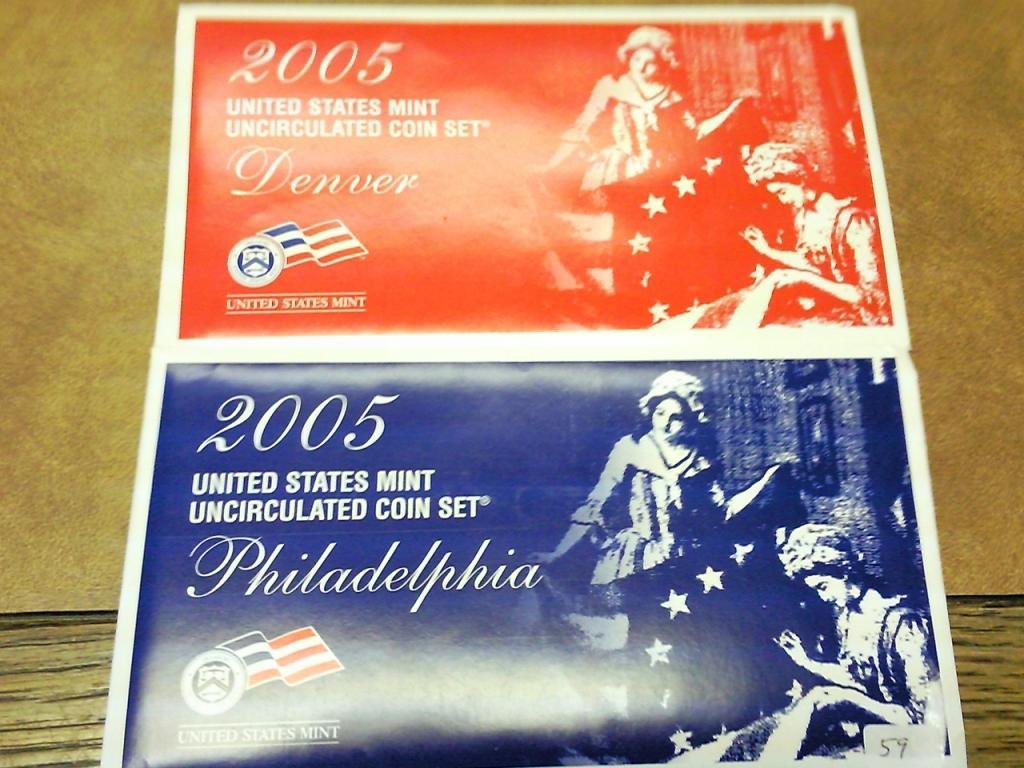 2005
UNITED STATES MINT
UNCIRCULATED COIN SET®
Denver
UNITED STATES MINT
2005
UNITED STATES MINT
UNCIRCULATED COIN SET®
Philadelphia
UNITED STATES MINT
59